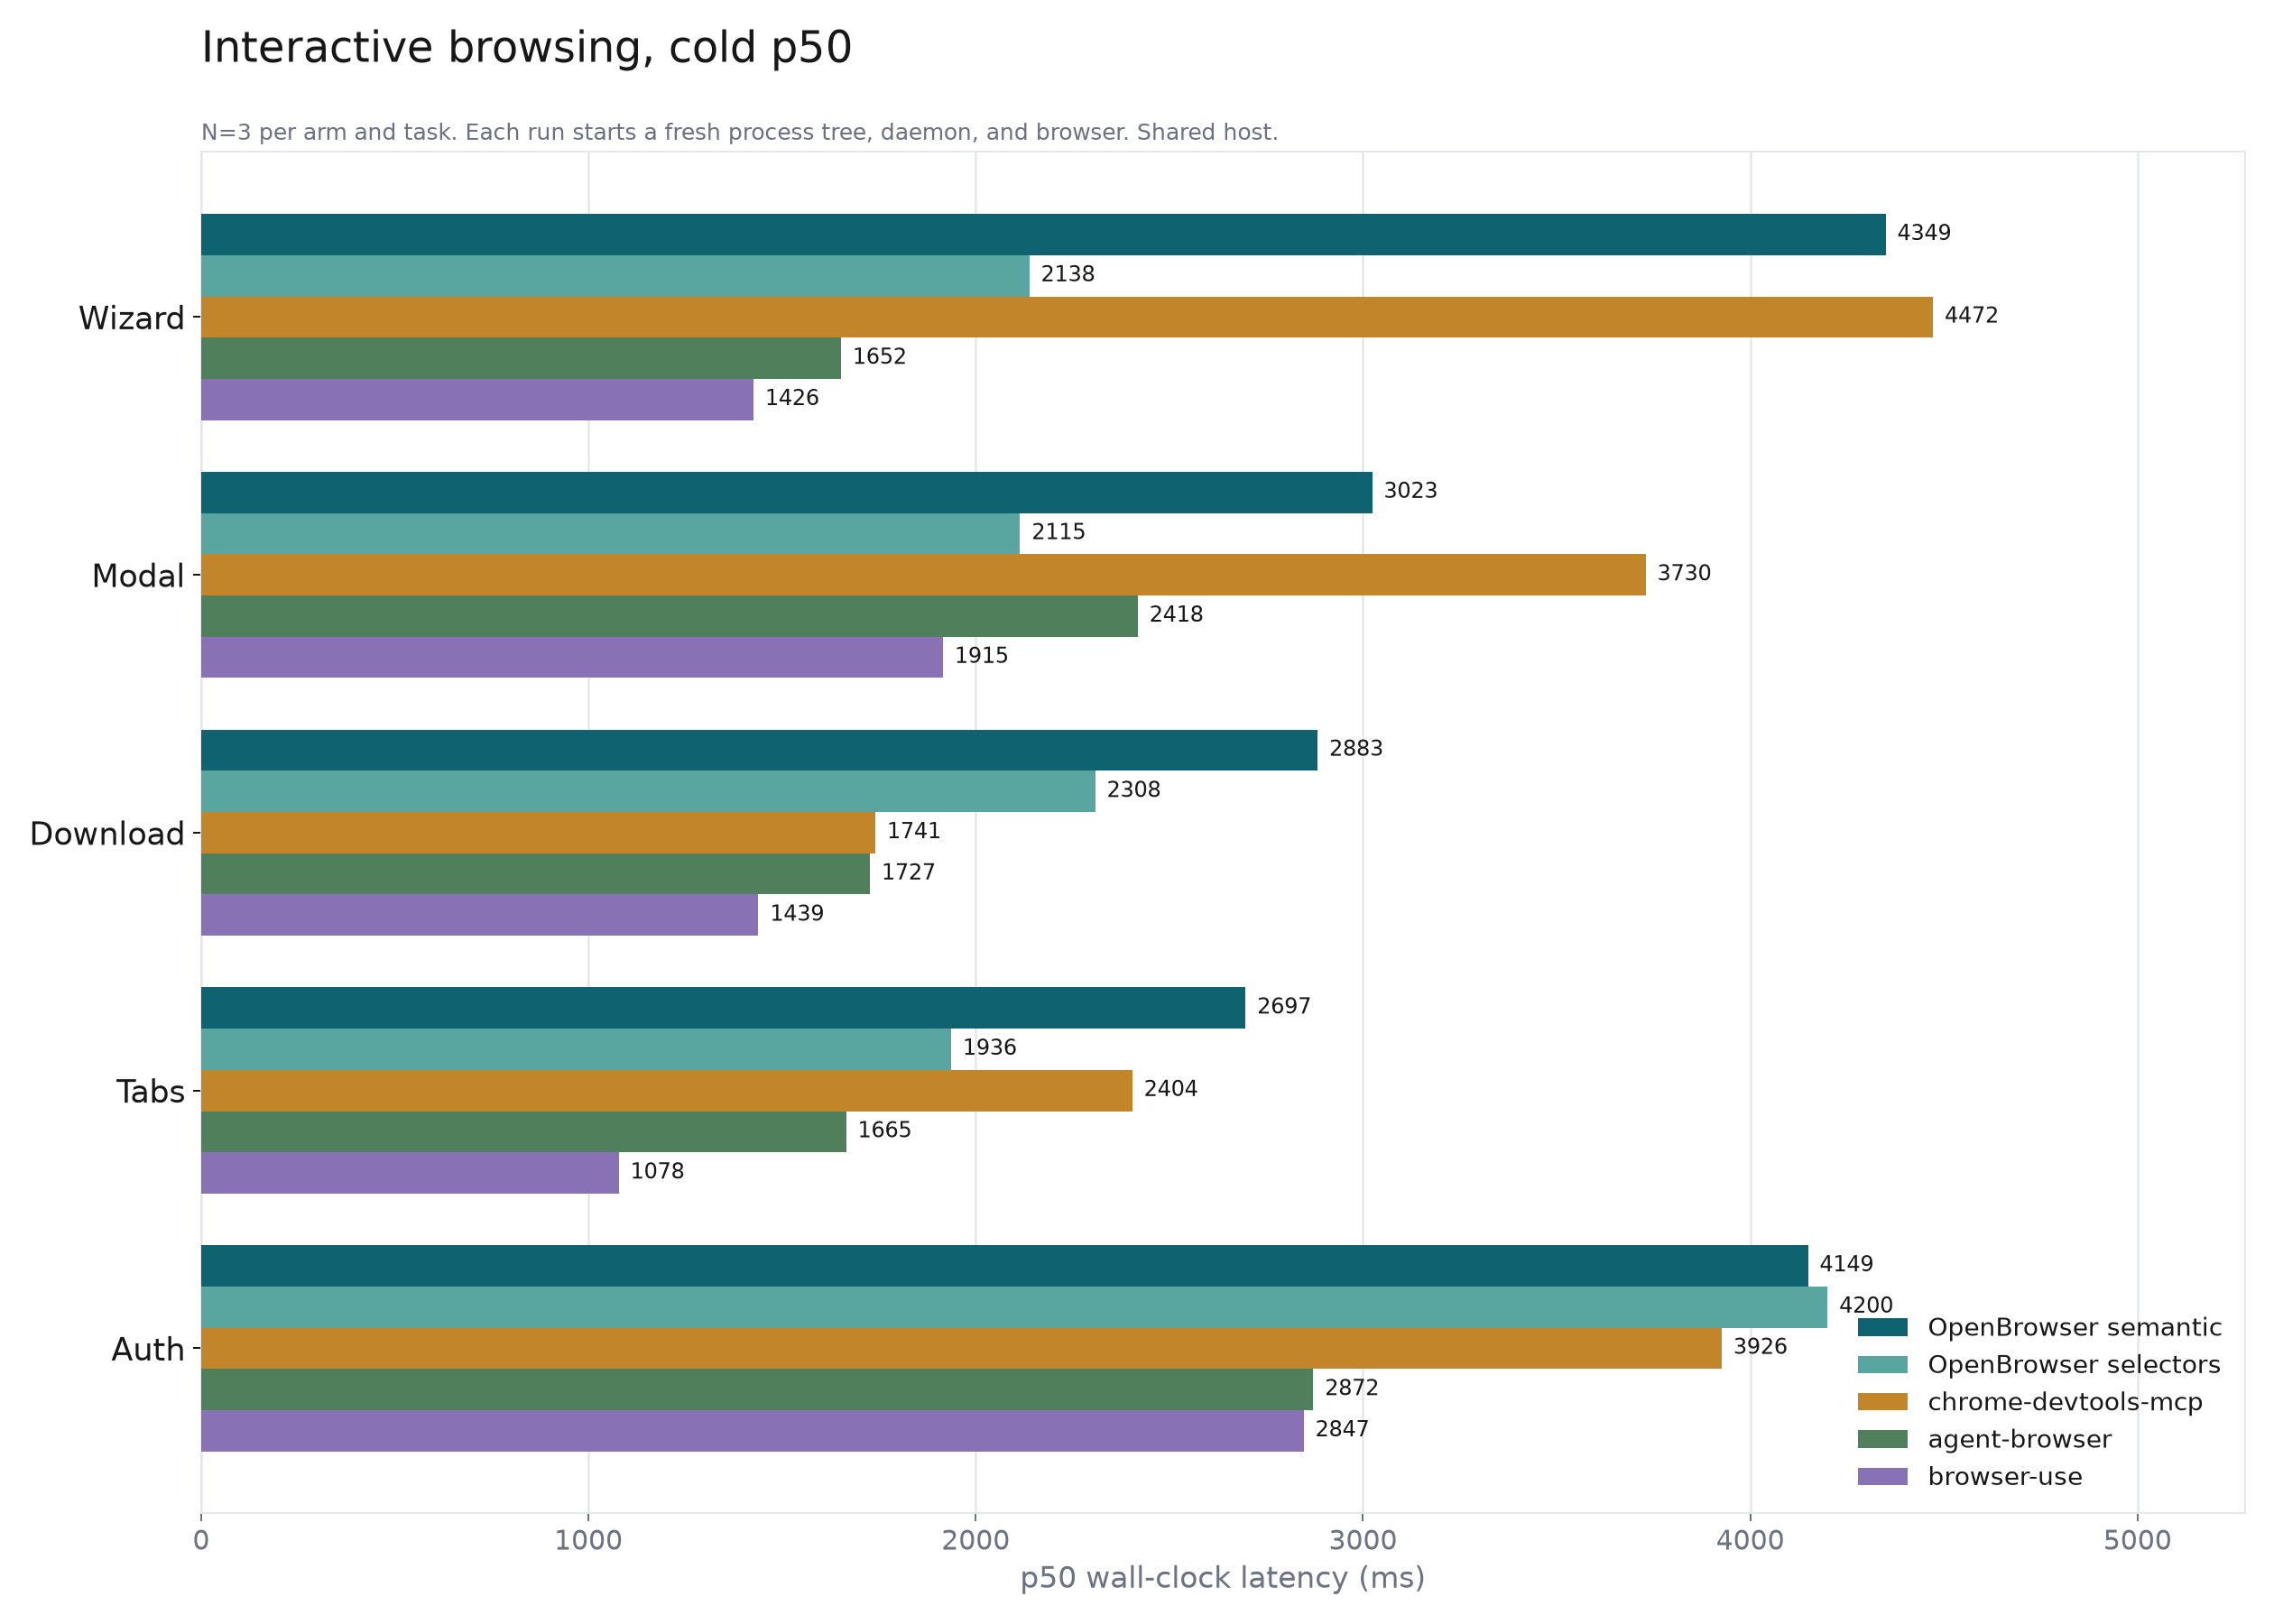 Interactive browsing, cold p50
N=3 per arm and task. Each run starts a fresh process tree, daemon, and browser. Shared host.
4349
2138
Wizard
4472
1652
1426
3023
2115
Modal
3730
2418
1915
2883
2308
Download
1741
1727
1439
2697
1936
Tabs
2404
1665
1078
4149
4200
Auth
3926
2872
2847
OpenBrowser semantic
OpenBrowser selectors
chrome-devtools-mcp
agent-browser
browser-use
0 1000 2000 3000 4000 5000
p50 wall-clock latency (ms)